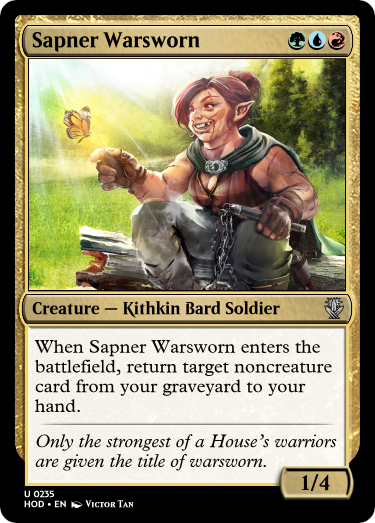 Sapner Warsworn
Creature — Kithkin Bard Soldier
When Sapner Warsworn enters the
battlefield, return target noncreature
card from your graveyard to your
hand.
Only the strongest of a House's warriors
are given the title of warsworn.
1/4
U 0235
HOD • EN Victor Tan